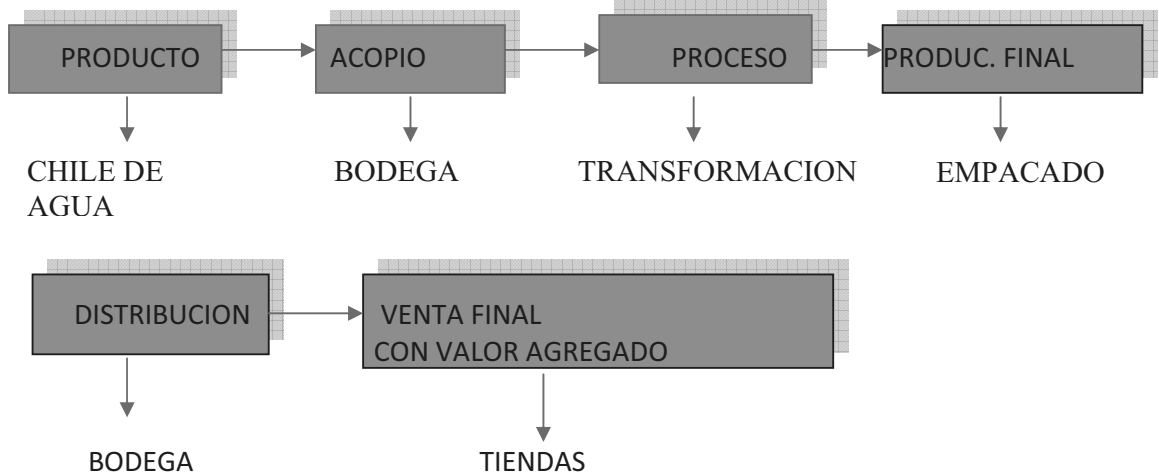 PRODUCTO
ACOPIO
PROCESO
PRODUC. FINAL
CHILE DE
AGUA
BODEGA
TRANSFORMACION
EMPACADO
DISTRIBUCION
VENTA FINAL
CON VALOR AGREGADO
BODEGA
TIENDAS